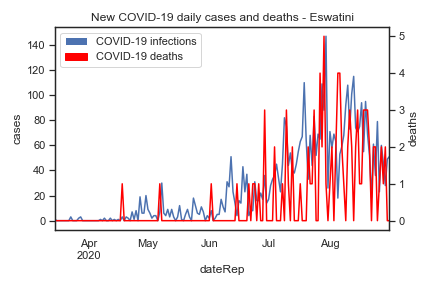 New COVID-19 daily cases and deaths - Eswatini
COVID-19 infections
COVID-19 deaths
cases
140
120
100
80
60
40
20
0
deaths
5
4
3
2
1
0
Apr
2020
May
Jun
Jul
Aug
dateRep